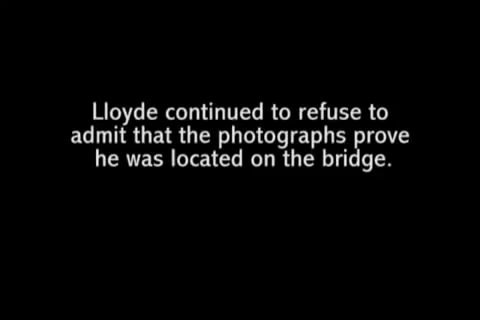 Lloyde continued to refuse to
admit that the photographs prove
he was located on the bridge.